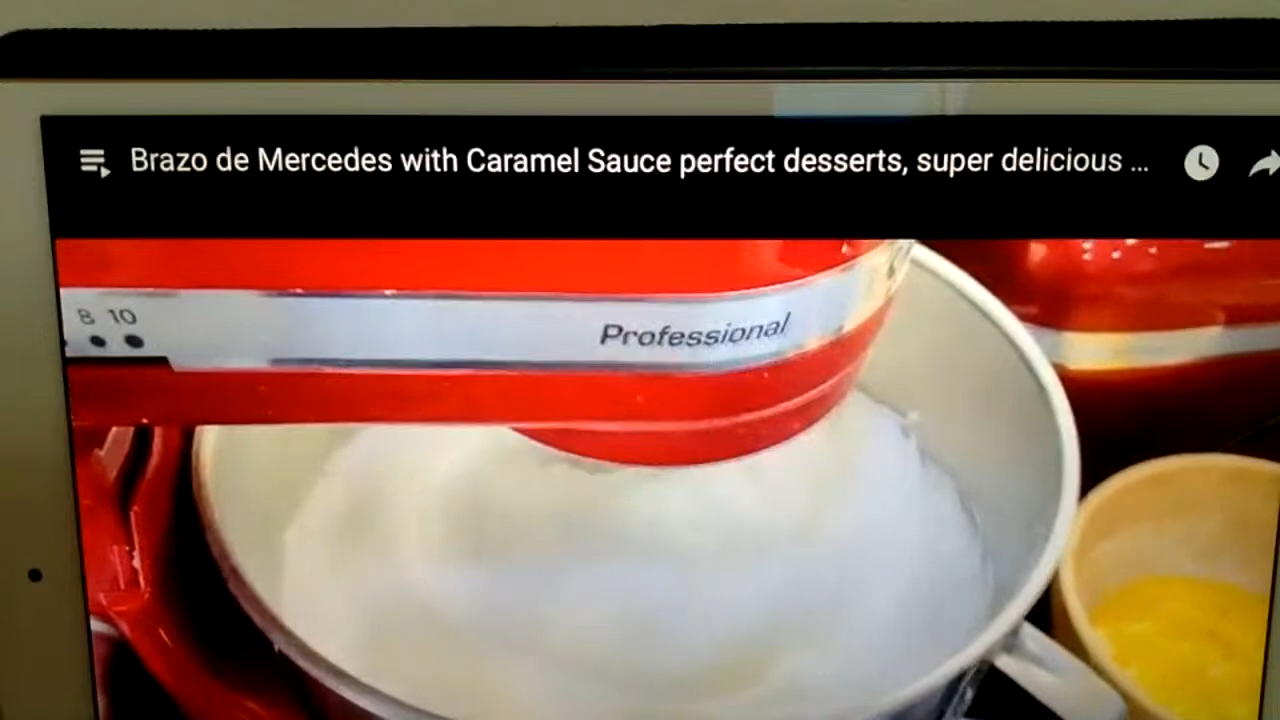 Brazo de Mercedes with Caramel Sauce perfect desserts, super delicious ...
8 10
Professional